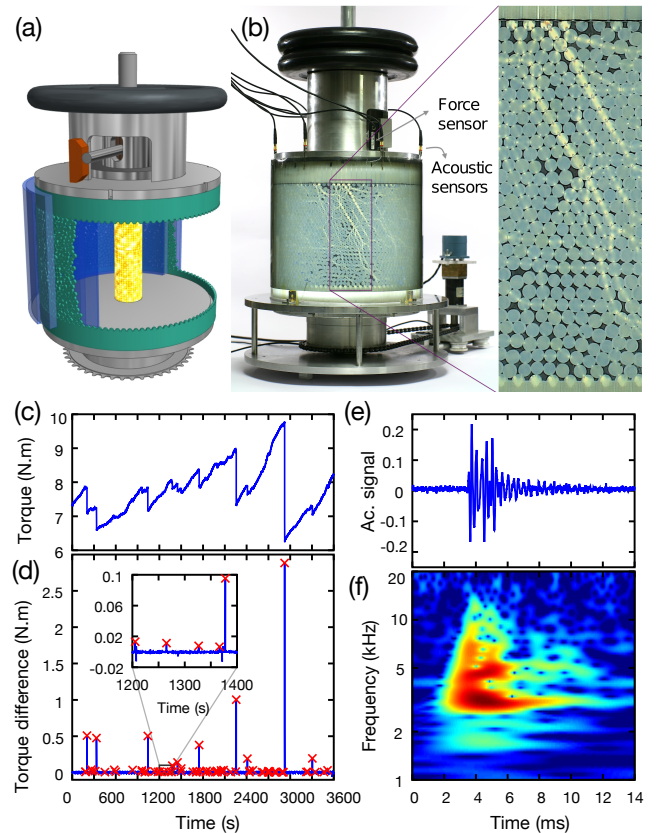 (a)
(b)
Force
sensor
Acoustic
sensors
(c)
10
9
8
7
6
Torque (N.m)
(d)
2.5
2
1.5
1
0.5
0
Torque difference (N.m)
0.1
0.06
0.02
-0.02
1200
1300
1400
Time (s)
0 600 1200 1800 2400 3000 3600
Time (s)
(e)
0.2
0.1
0
-0.1
-0.2
Ac. signal
(f)
20
10
5
2
1
Frequency (kHz)
0 2 4 6 8 10 12 14
Time (ms)